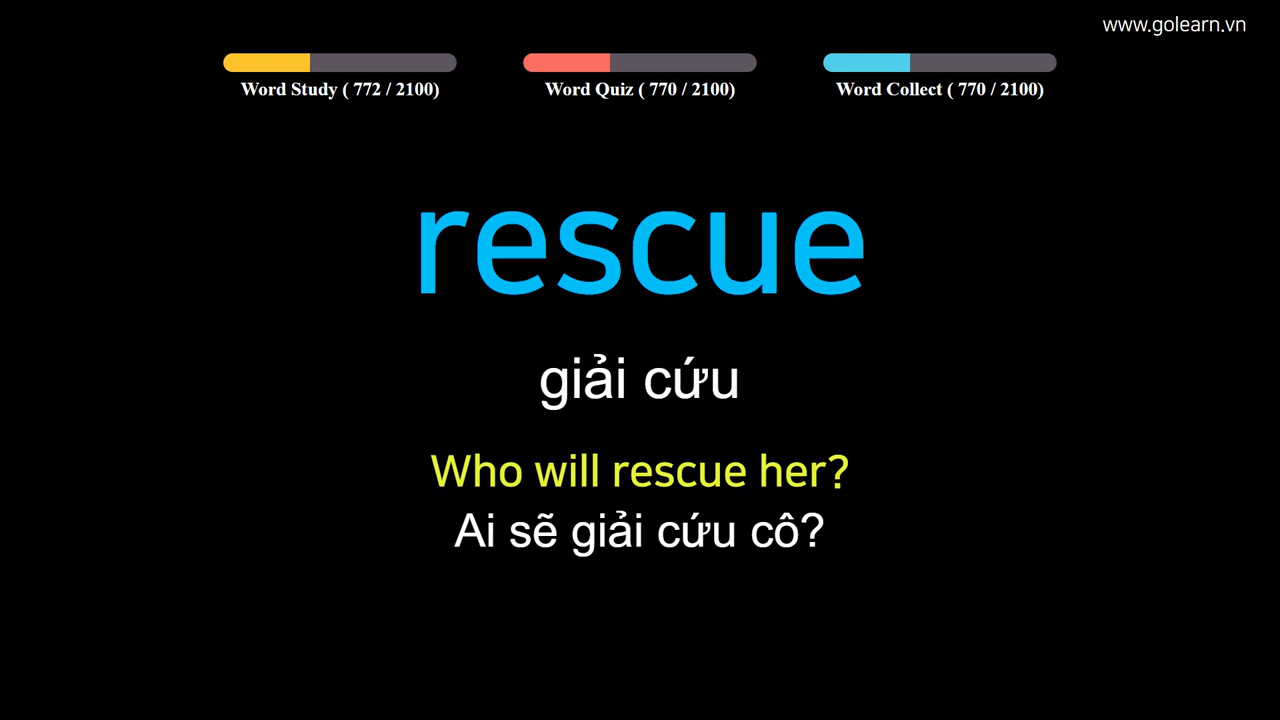 www.golearn.vn
Word Study ( 772 / 2100)
Word Quiz ( 770 / 2100)
Word Collect ( 770 / 2100)
rescue
giải cứu
Who will rescue her?
Ai sẽ giải cứu cô?